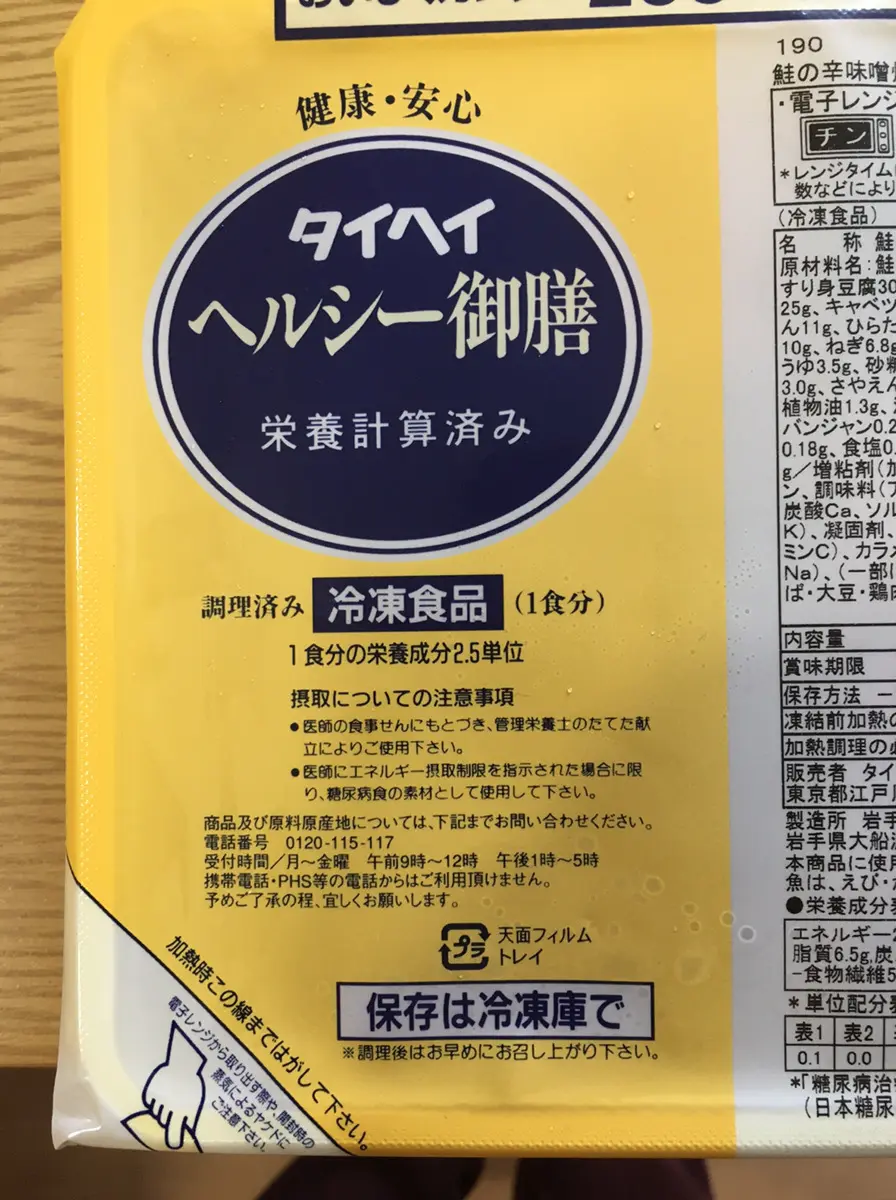 健康・安心
タイヘイ
ヘルシー御膳
栄養計算済み
調理済み 冷凍食品 (1食分)
1食分の栄養成分2.5単位
摂取についての注意事項
●医師の食事せんにもとづき、管理栄養士のたてた献
立によりご使用下さい。
●医師にエネルギー摂取制限を指示された場合に限
り、糖尿病食の素材として使用して下さい。
商品及び原料原産地については、下記までお問い合わせください。
電話番号 0120-115-117
受付時間/月〜金曜 午前9時〜12時 午後1時〜5時
携帯電話・PHS等の電話からはご利用頂けません。
予めご了承の程、宜しくお願いします。
プラ 天面フィルム
トレイ
保存は冷凍庫で
※調理後はお早めにお召し上がり下さい。
加熱時この線まではがして下さい。
電子レンジから取り出す際や、開封時の
蒸気によるヤケドに
ご注意下さい。
190
鮭の辛味噌
・電子レンジ
チン
*レンジタイム
数などにより
(冷凍食品)
名 称 鮭
原材料名:鮭
すり身豆腐30
25g、キャベツ
ん11g、ひらた
10g、ねぎ6.8g
うゆ3.5g、砂糖
3.0g、さやえん
植物油1.3g、
バンジャン0.2
0.18g、食塩0.
g/増粘剤(加
ン、調味料(ア
炭酸Ca、ソル
K)、凝固剤、
ミンC)、カラメ
Na)、(一部に
ば・大豆・鶏肉
内容量
賞味期限
保存方法 −
凍結前加熱の
加熱調理の必
販売者 タイ
東京都江戸川
製造所 岩手
岩手県大船渡
本商品に使用
魚は、えび・か
●栄養成分表
エネルギー2
脂質6.5g,炭
-食物繊維5
*単位配分表
表1 表2
0.1 0.0
*「糖尿病治
(日本糖尿